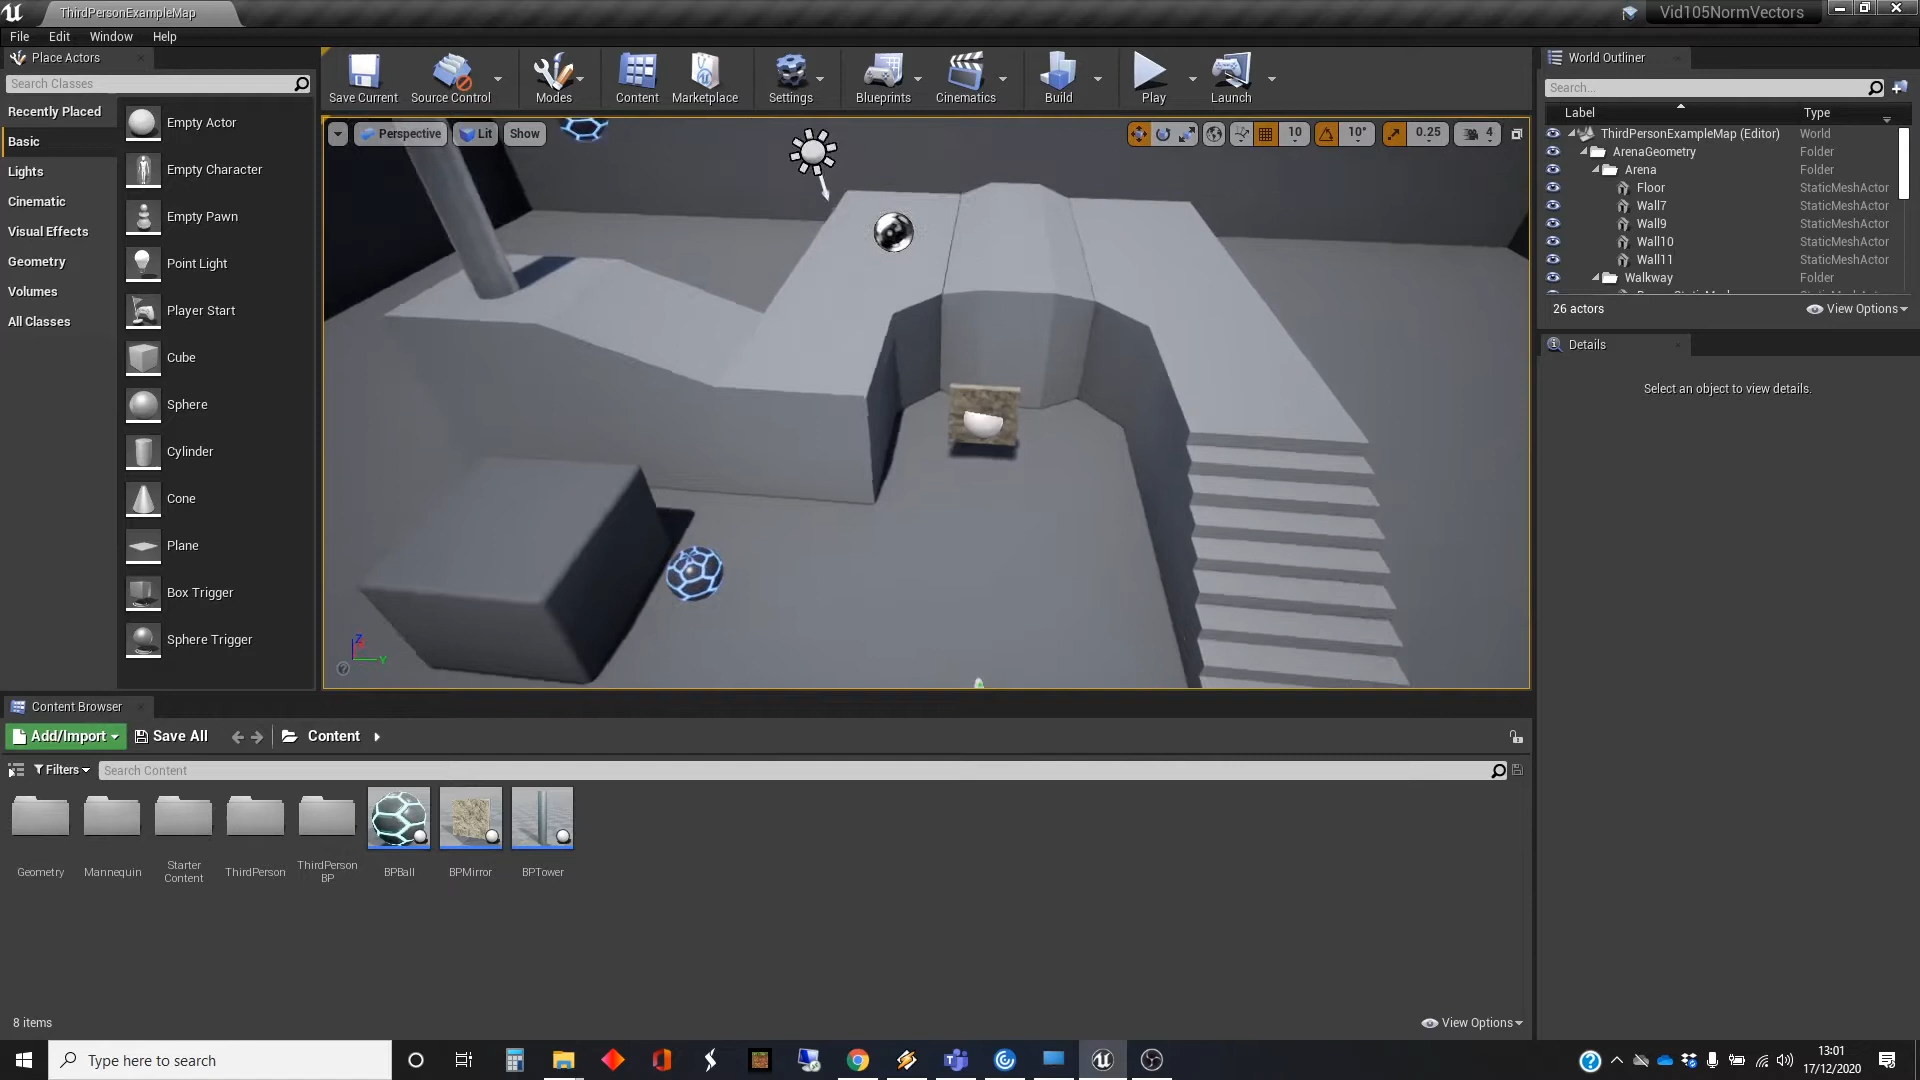 ThirdPersonExampleMap
Vid105NormVectors
File Edit Window Help
Place Actors
Search Classes
Recently Placed
Basic
Lights
Cinematic
Visual Effects
Geometry
Volumes
All Classes
Empty Actor
Empty Character
Empty Pawn
Point Light
Player Start
Cube
Sphere
Cylinder
Cone
Plane
Box Trigger
Sphere Trigger
Save Current
Source Control
Modes
Content
Marketplace
Settings
Blueprints
Cinematics
Build
Play
Launch
Perspective
Lit
Show
10
10°
0.25
4
Z
Y
World Outliner
Search...
Label
Type
ThirdPersonExampleMap (Editor) World
ArenaGeometry Folder
Arena Folder
Floor StaticMeshActor
Wall7 StaticMeshActor
Wall9 StaticMeshActor
Wall10 StaticMeshActor
Wall11 StaticMeshActor
Walkway Folder
26 actors
View Options
Details
Select an object to view details.
Content Browser
Add/Import
Save All
Content
Filters
Search Content
Geometry
Mannequin
Starter
Content
ThirdPerson
ThirdPerson
BP
BPBall
BPMirror
BPTower
8 items
View Options
Type here to search
13:01
17/12/2020